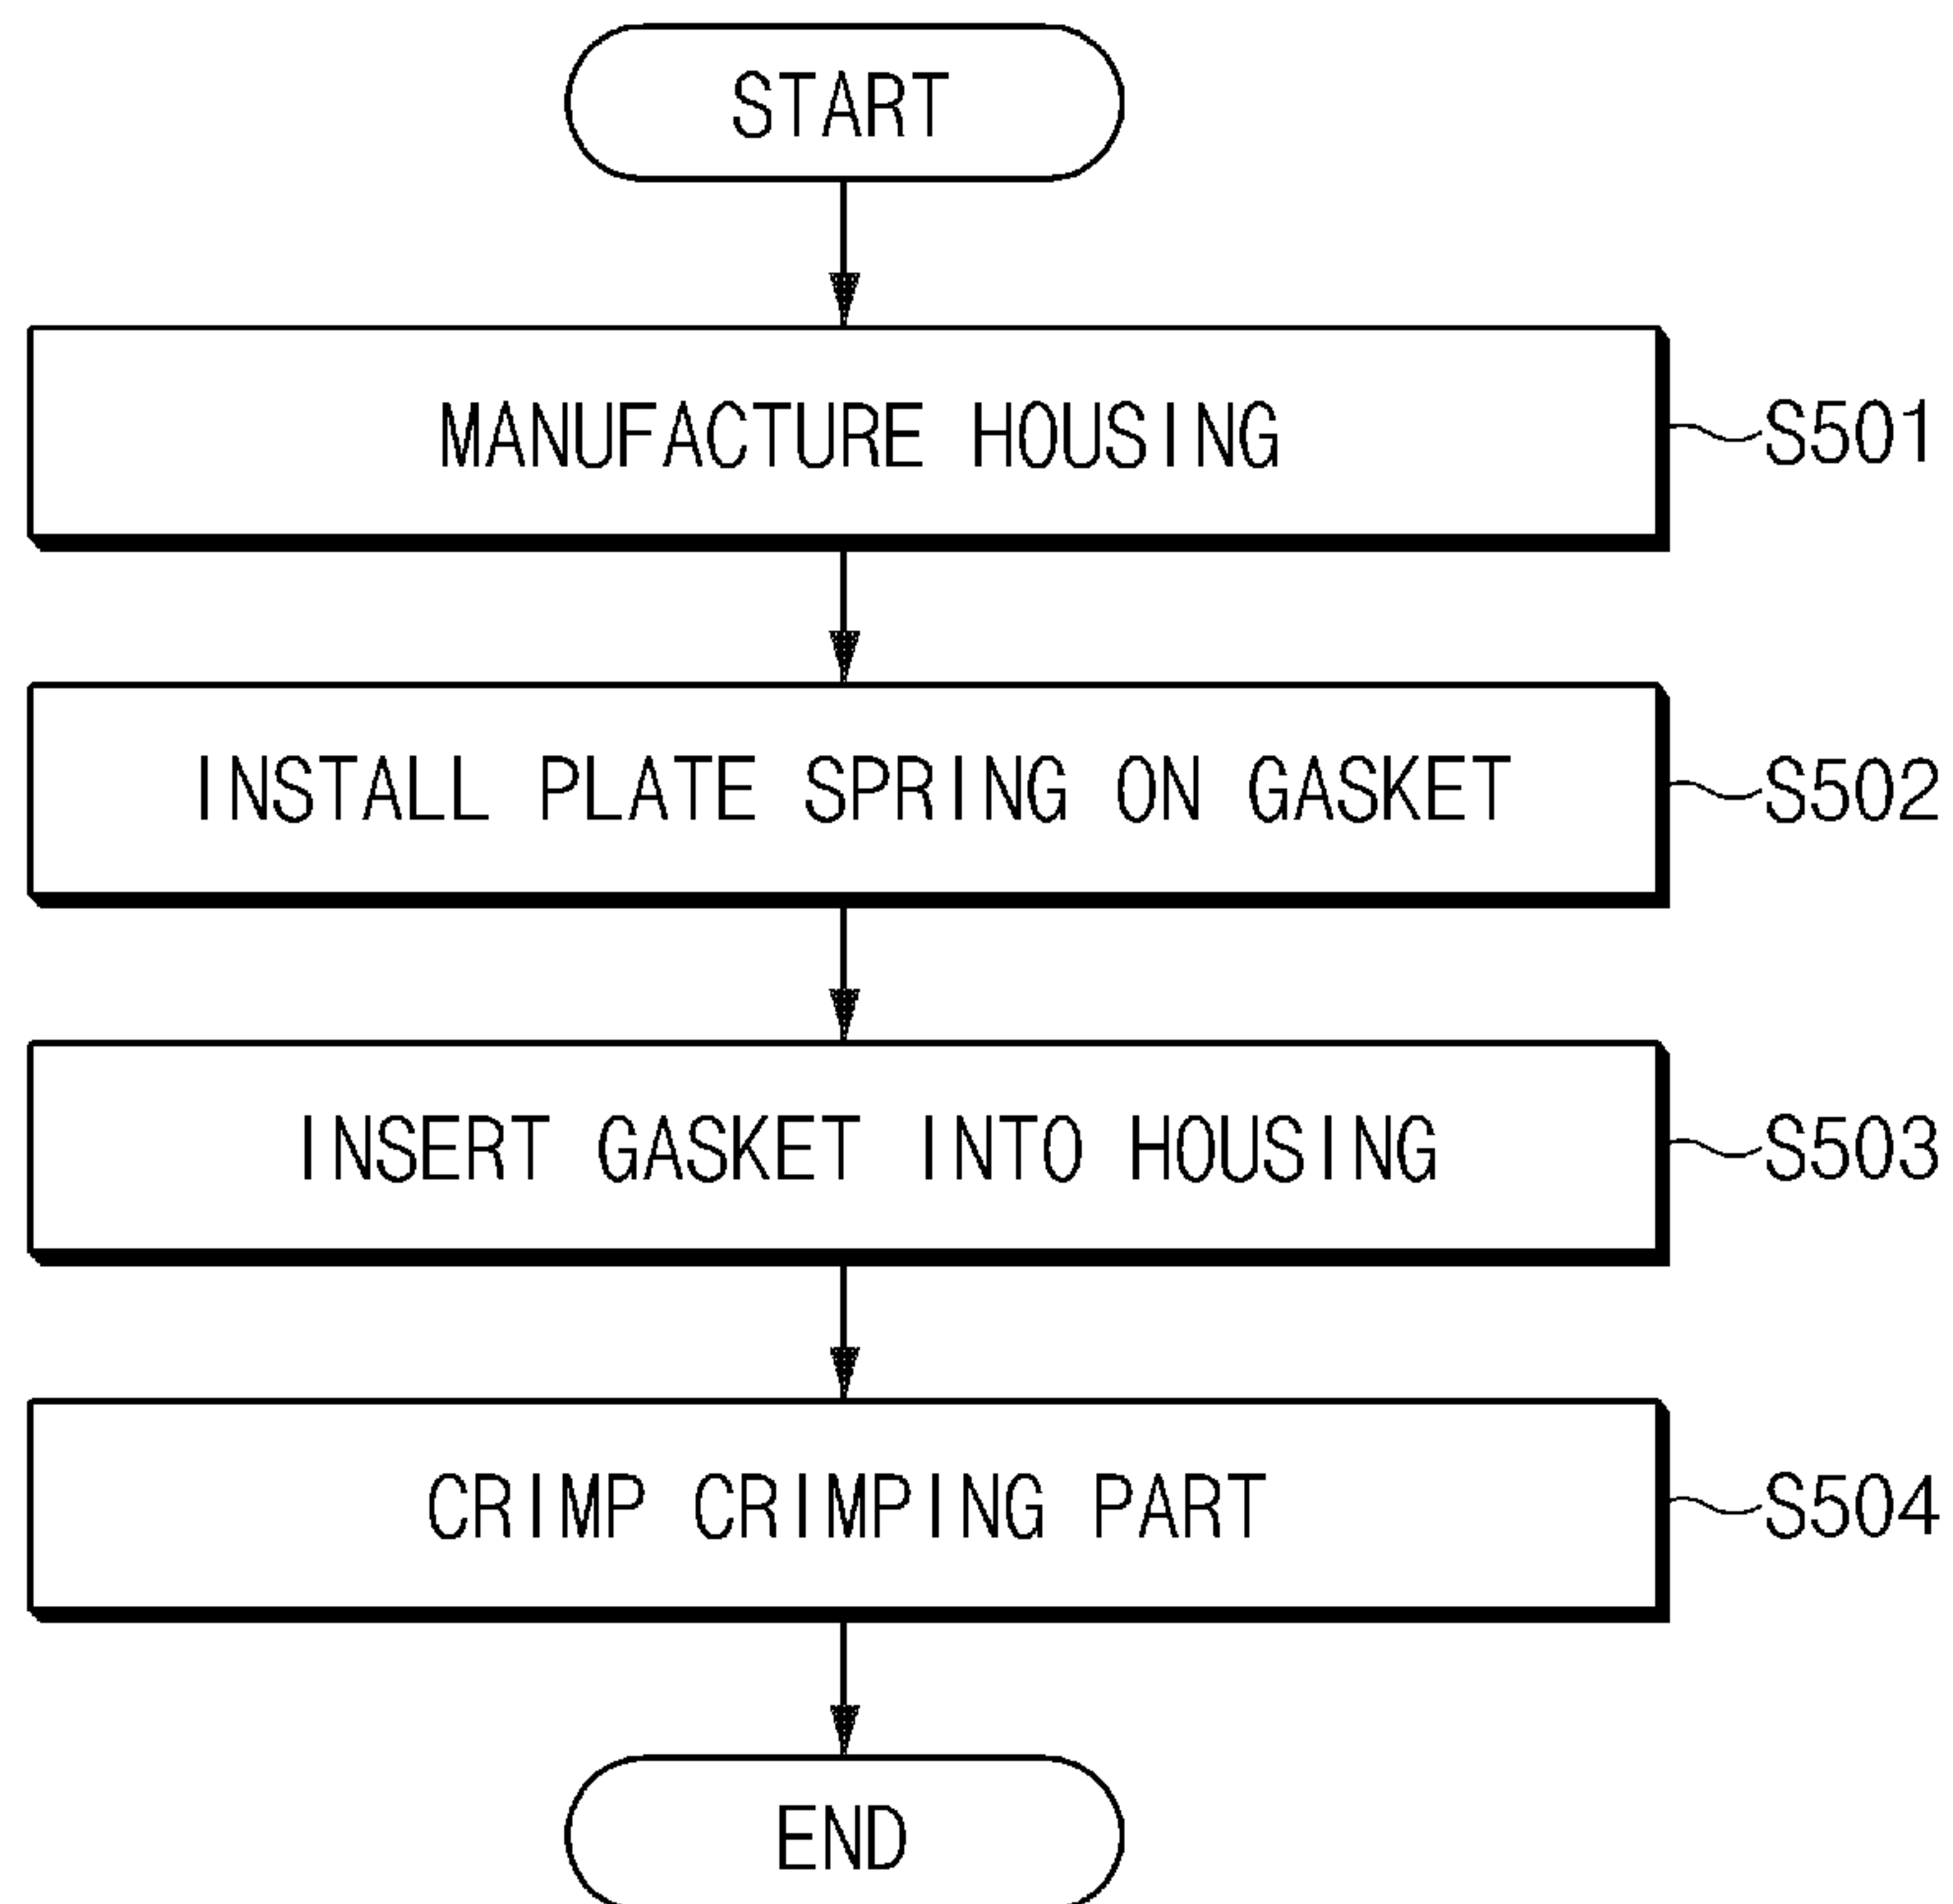 START
MANUFACTURE HOUSING
S501
INSTALL PLATE SPRING ON GASKET
S502
INSERT GASKET INTO HOUSING
S503
CRIMP CRIMPING PART
S504
END